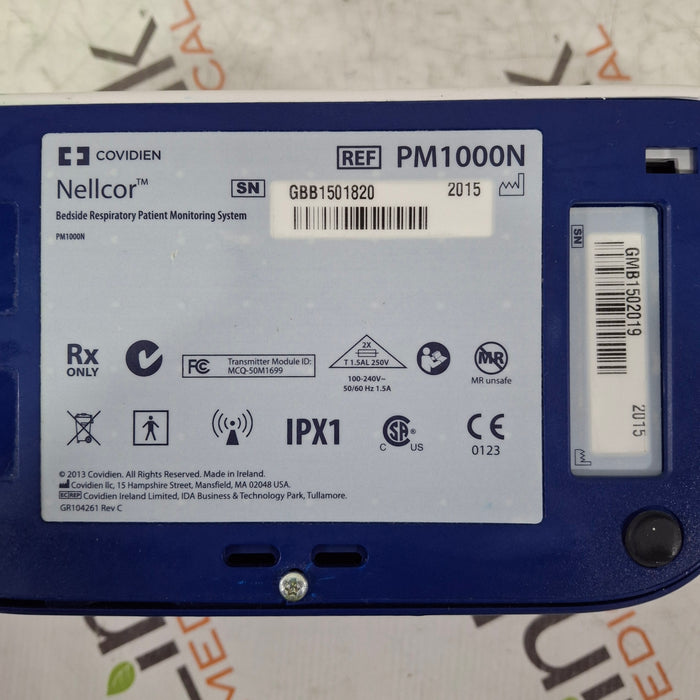 COVIDIEN
REF PM1000N
Nellcor™
SN GBB1501820 2015
Bedside Respiratory Patient Monitoring System
PM1000N
SN
GMB1502019
2015
Rx
ONLY
FC Transmitter Module ID:
MCQ-50M1699
2X
T 1.5AL 250V
100-240V~
50/60 Hz 1.5A
MR
MR unsafe
IPX1
CSA®
C US
CE
0123
© 2013 Covidien. All Rights Reserved. Made in Ireland.
Covidien llc, 15 Hampshire Street, Mansfield, MA 02048 USA.
EC REP Covidien Ireland Limited, IDA Business & Technology Park, Tullamore.
GR104261 Rev C
MEDICAL